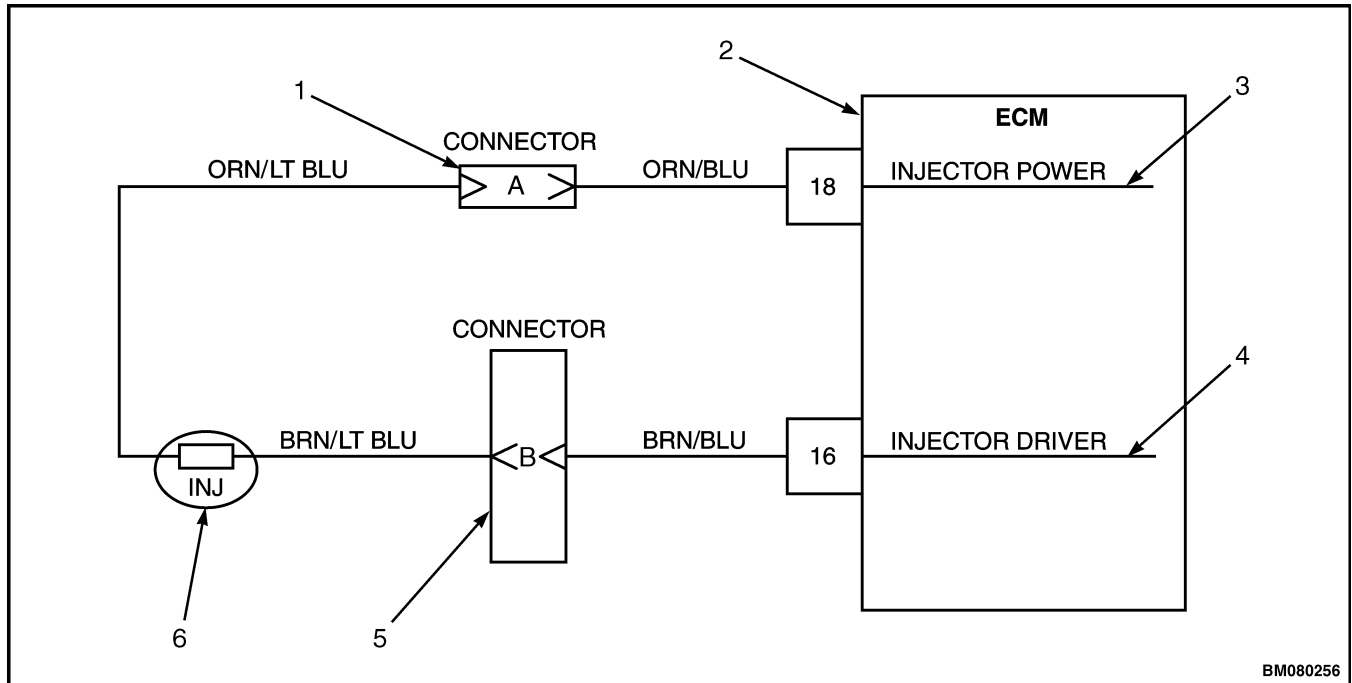 2
1
3
ECM
CONNECTOR
ORN/LT BLU
A
ORN/BLU
18
INJECTOR POWER
CONNECTOR
4
BRN/LT BLU
B
BRN/BLU
16
INJECTOR DRIVER
INJ
6
5
BM080256